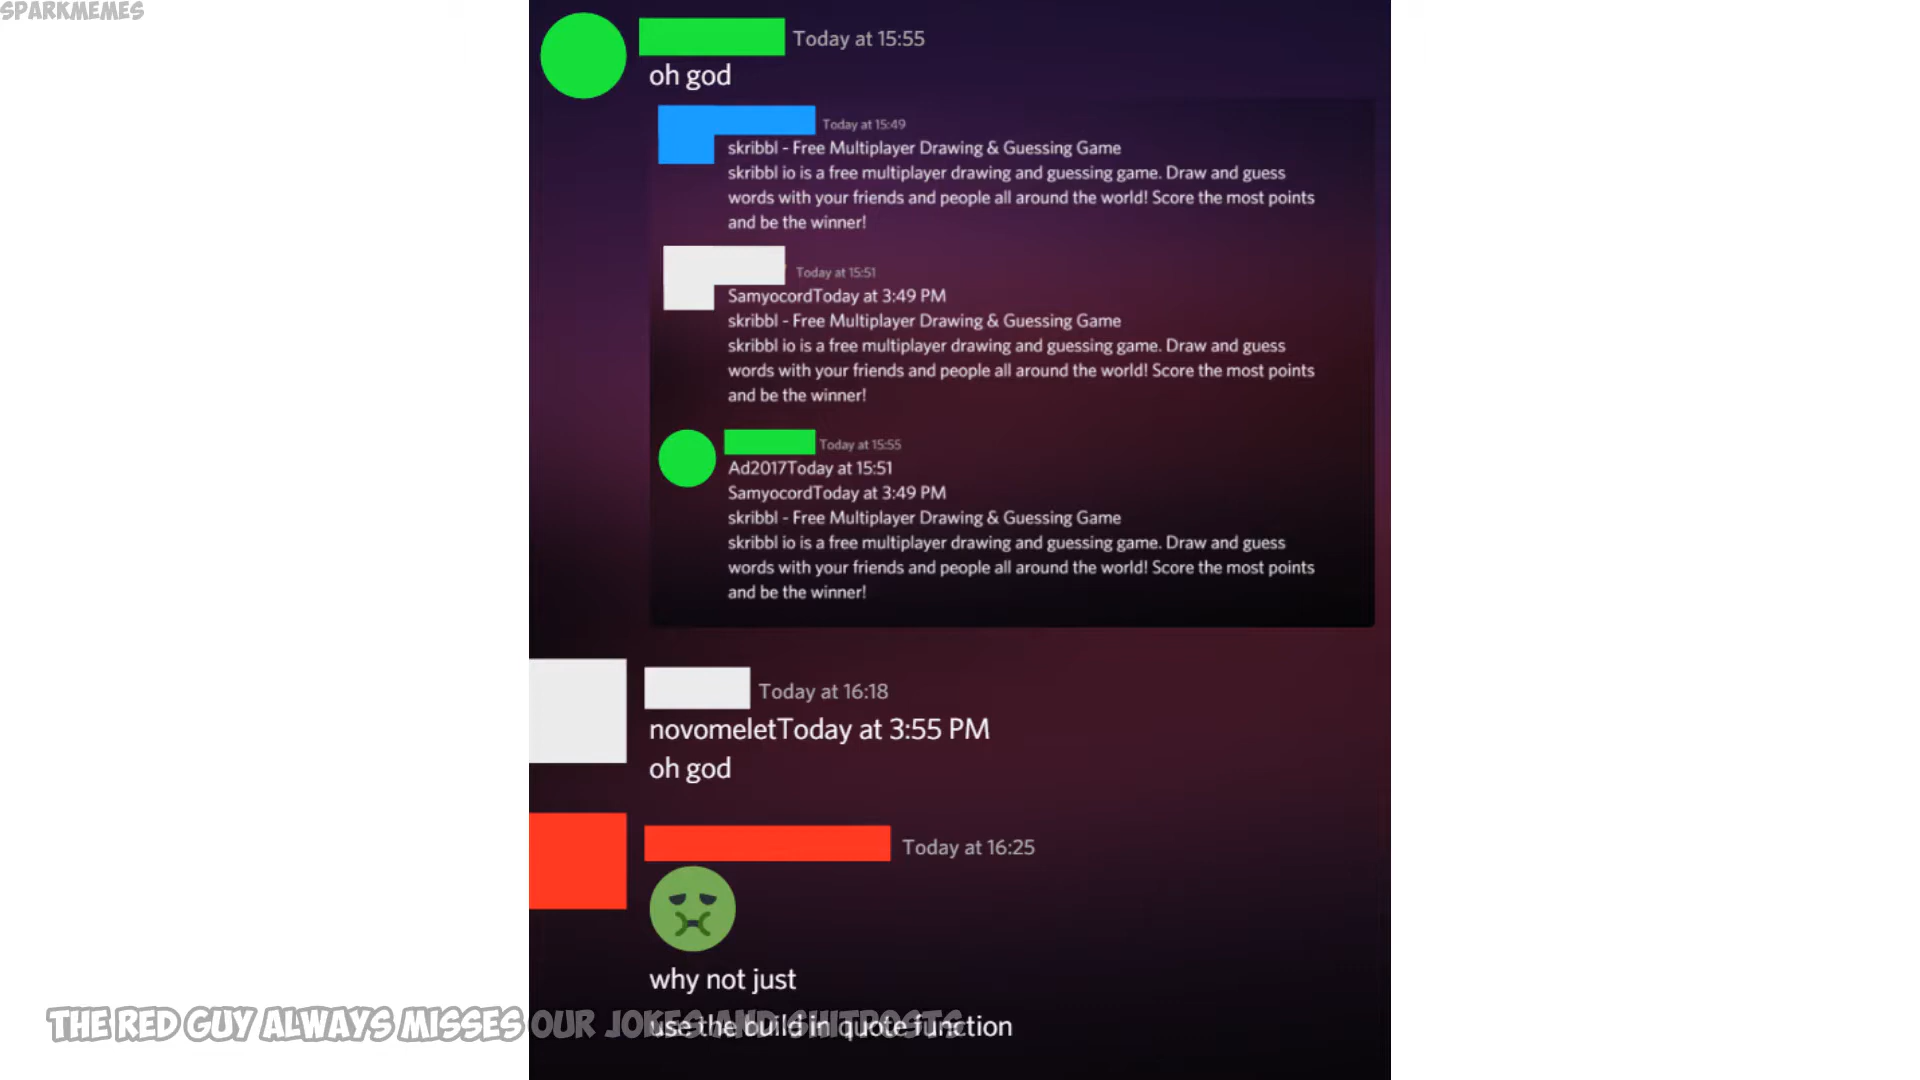 SPARKMEMES
Today at 15:55
oh god
Today at 15:49
skribbl - Free Multiplayer Drawing & Guessing Game
skribbl io is a free multiplayer drawing and guessing game. Draw and guess
words with your friends and people all around the world! Score the most points
and be the winner!
Today at 15:51
SamyocordToday at 3:49 PM
skribbl - Free Multiplayer Drawing & Guessing Game
skribbl io is a free multiplayer drawing and guessing game. Draw and guess
words with your friends and people all around the world! Score the most points
and be the winner!
Today at 15:55
Ad2017Today at 15:51
SamyocordToday at 3:49 PM
skribbl - Free Multiplayer Drawing & Guessing Game
skribbl io is a free multiplayer drawing and guessing game. Draw and guess
words with your friends and people all around the world! Score the most points
and be the winner!
Today at 16:18
novomeletToday at 3:55 PM
oh god
Today at 16:25
why not just
use the build in quote function
THE RED GUY ALWAYS MISSES OUR JOKES AND SHITPOSTS